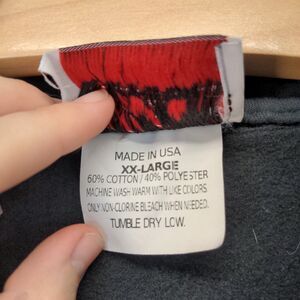 MADE IN USA
XX-LARGE
60% COTTON / 40% POLYESTER
MACHINE WASH WARM WITH LIKE COLORS.
ONLY NON-CLORINE BLEACH WHEN NEEDED.
TUMBLE DRY LOW.